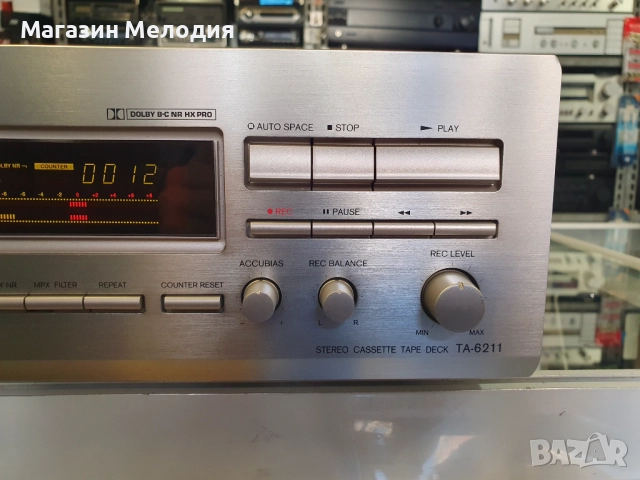 Магазин Мелодия
DOLBY B·C NR HX PRO
AUTO SPACE
STOP
PLAY
COUNTER
0012
REC
PAUSE
ACCUBIAS
REC BALANCE
REC LEVEL
MPX FILTER
REPEAT
COUNTER RESET
- +
L R
MIN MAX
STEREO CASSETTE TAPE DECK TA-6211
BAZAR